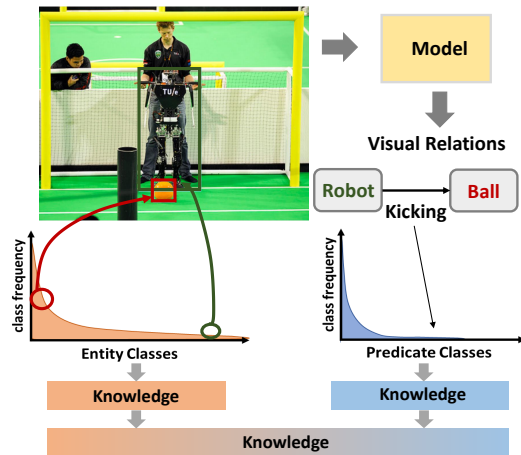 Model
TU/e
Visual Relations
Robot
Ball
Kicking
class frequency
Entity Classes
class frequency
Predicate Classes
Knowledge
Knowledge
Knowledge